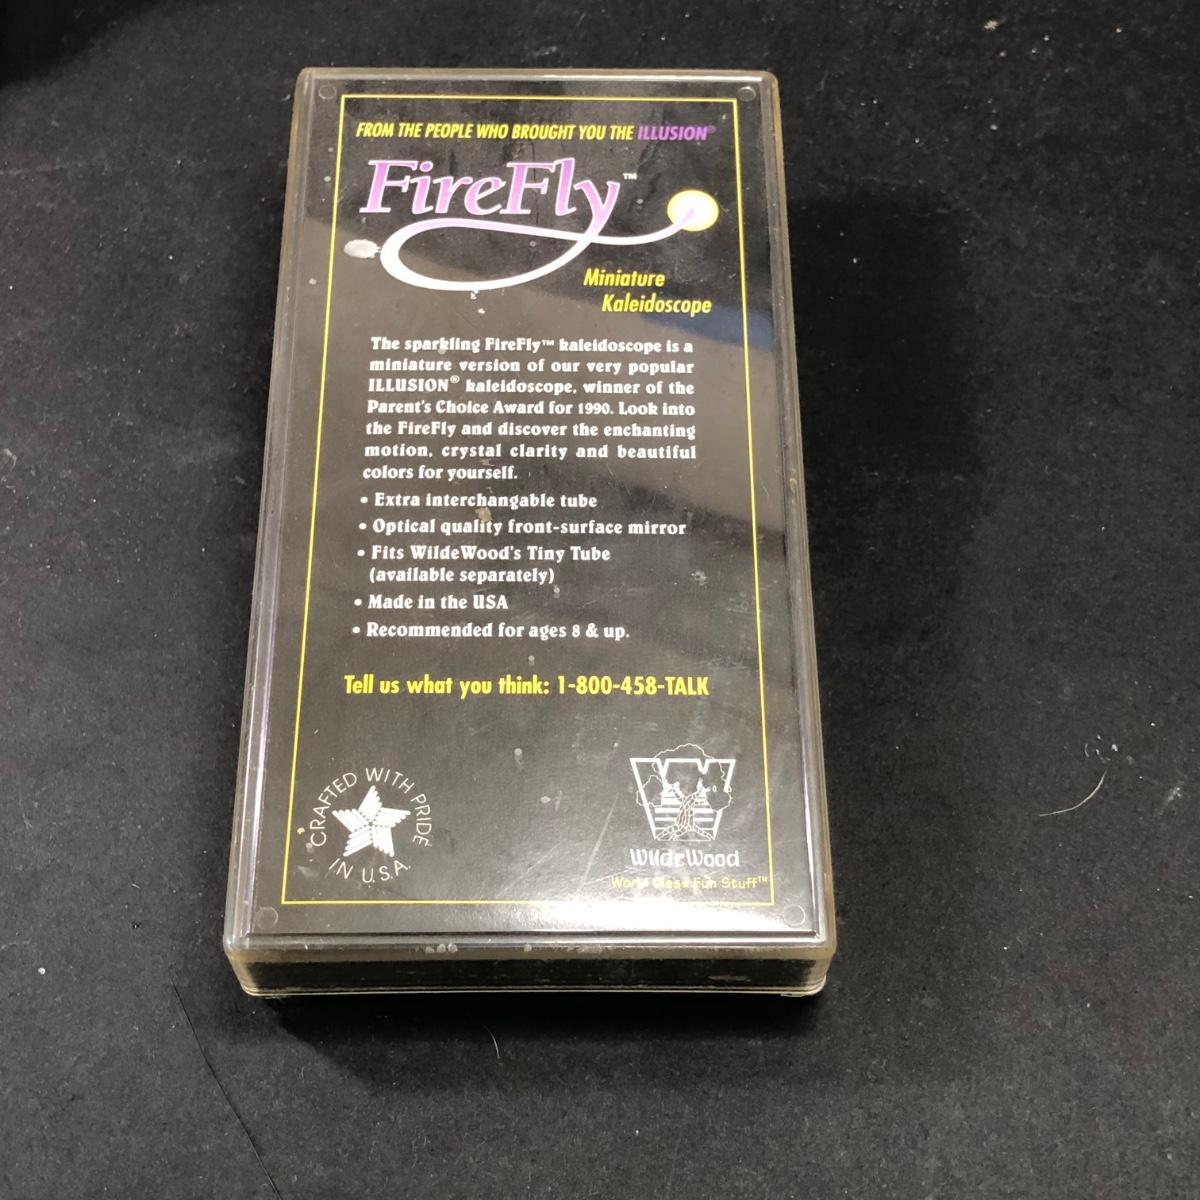 FROM THE PEOPLE WHO BROUGHT YOU THE ILLUSION®
FireFly™
Miniature
Kaleidoscope
The sparkling FireFly™ kaleidoscope is a
miniature version of our very popular
ILLUSION® kaleidoscope, winner of the
Parent's Choice Award for 1990. Look into
the FireFly and discover the enchanting
motion, crystal clarity and beautiful
colors for yourself.
• Extra interchangable tube
• Optical quality front-surface mirror
• Fits WildeWood's Tiny Tube
(available separately)
• Made in the USA
• Recommended for ages 8 & up.
Tell us what you think: 1-800-458-TALK
CRAFTED WITH PRIDE
IN U.S.A.
W
WildeWood
World Class Fun Stuff™